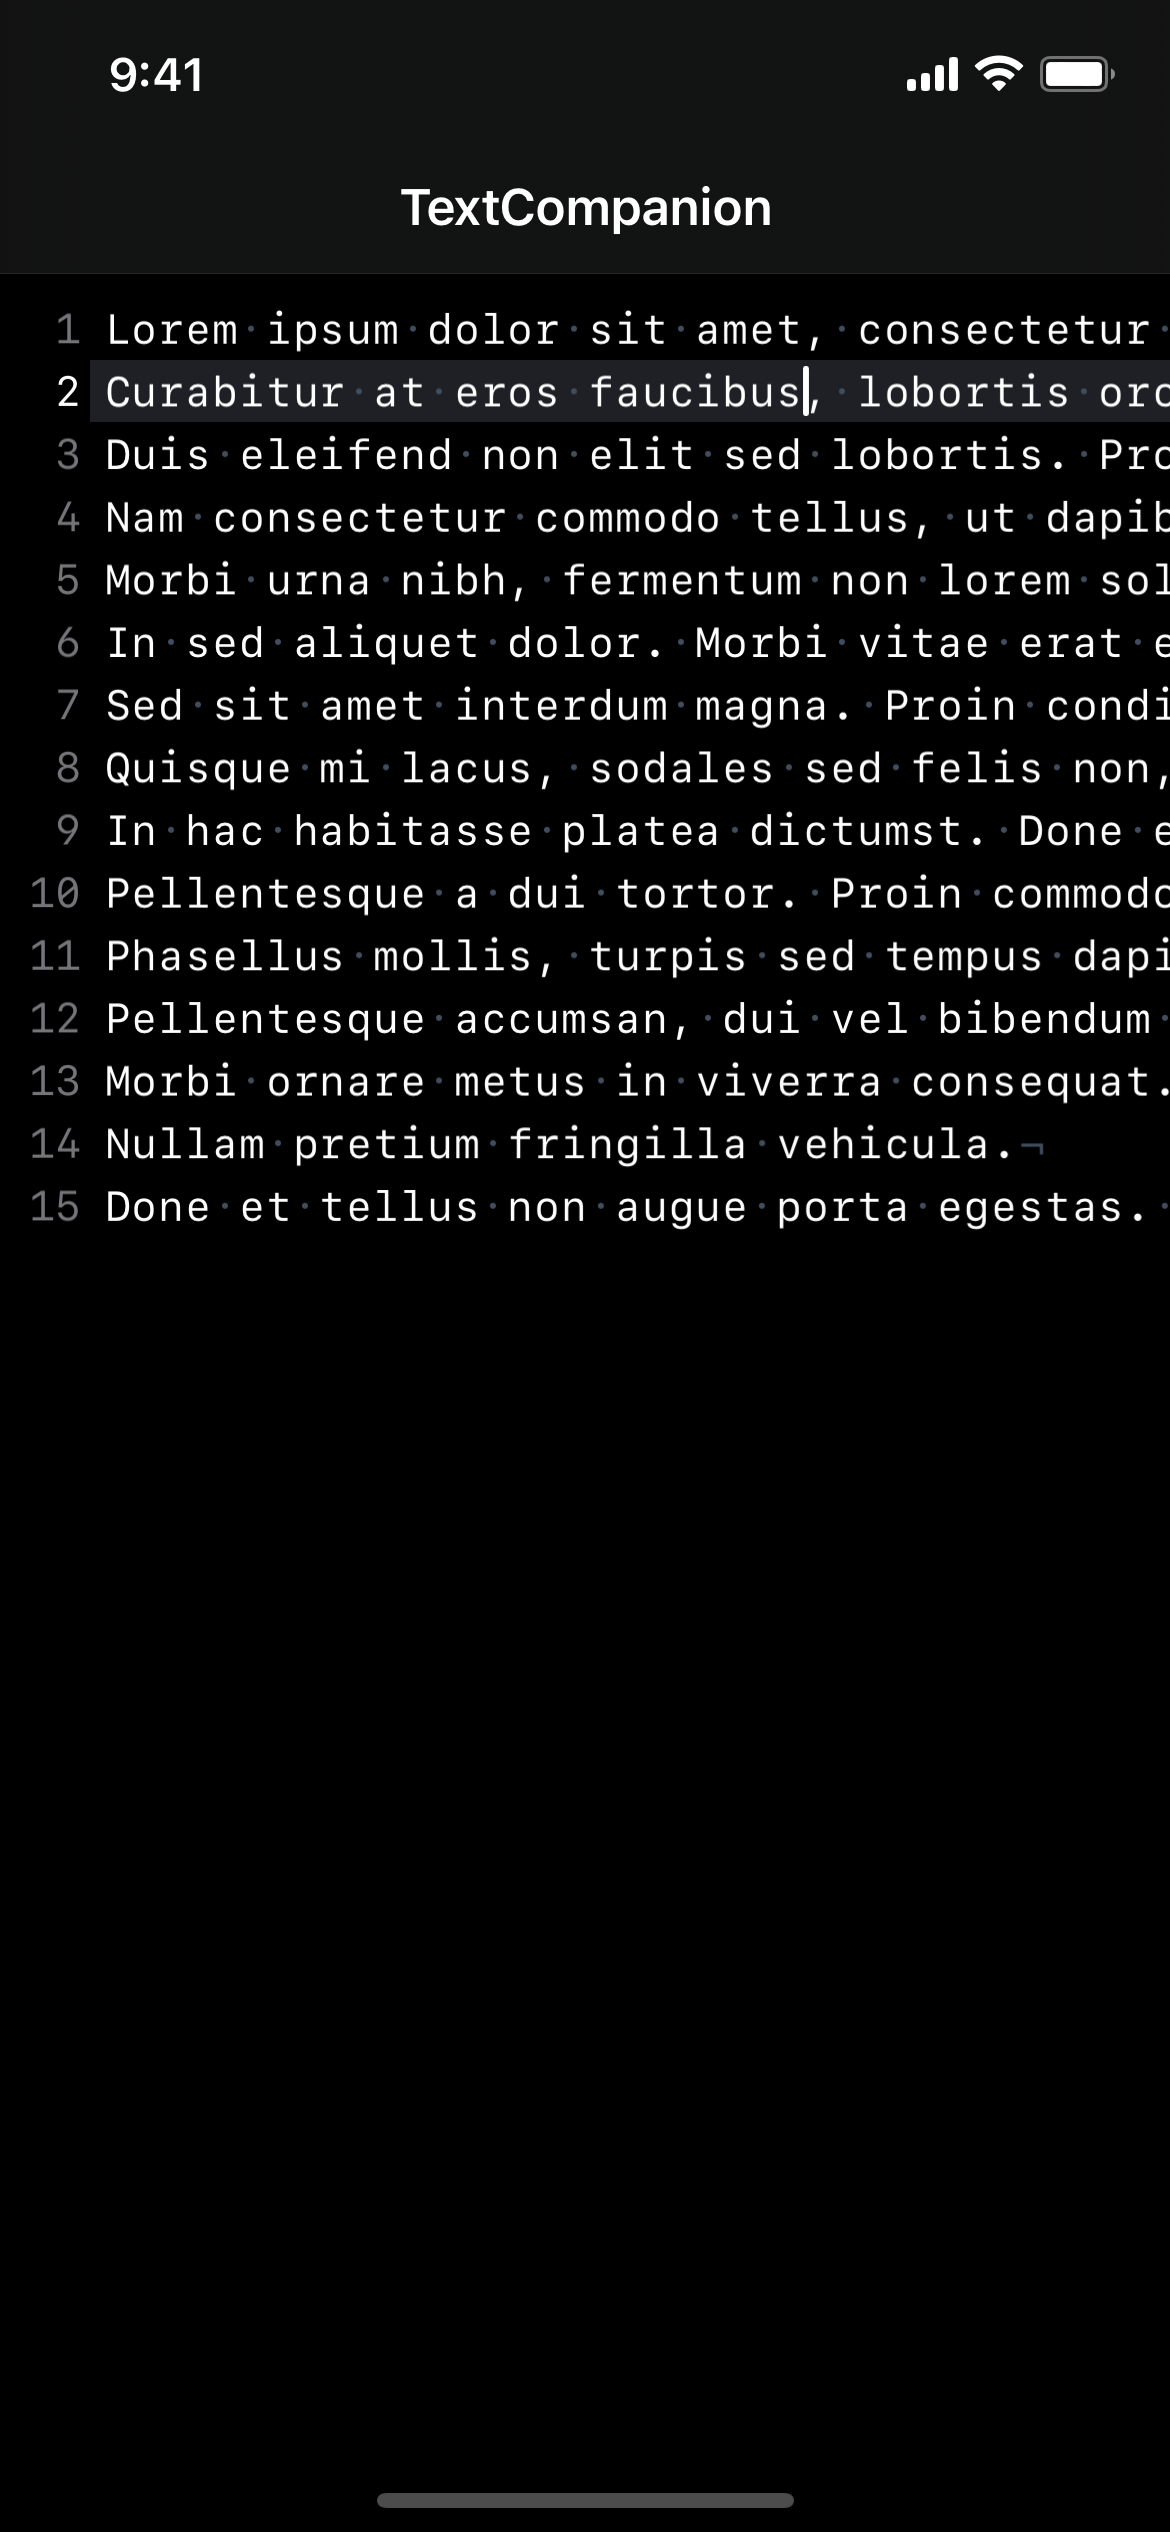 9:41
TextCompanion
1 Lorem·ipsum·dolor·sit·amet,·consectetur·
2 Curabitur·at·eros·faucibus,·lobortis·orc
3 Duis·eleifend·non·elit·sed·lobortis.·Pro
4 Nam·consectetur·commodo·tellus,·ut·dapib
5 Morbi·urna·nibh,·fermentum·non·lorem·sol
6 In·sed·aliquet·dolor.·Morbi·vitae·erat·e
7 Sed·sit·amet·interdum·magna.·Proin·condi
8 Quisque·mi·lacus,·sodales·sed·felis·non,
9 In·hac·habitasse·platea·dictumst.·Done·e
10 Pellentesque·a·dui·tortor.·Proin·commodo
11 Phasellus·mollis,·turpis·sed·tempus·dapi
12 Pellentesque·accumsan,·dui·vel·bibendum·
13 Morbi·ornare·metus·in·viverra·consequat.
14 Nullam·pretium·fringilla·vehicula.¬
15 Done·et·tellus·non·augue·porta·egestas.·